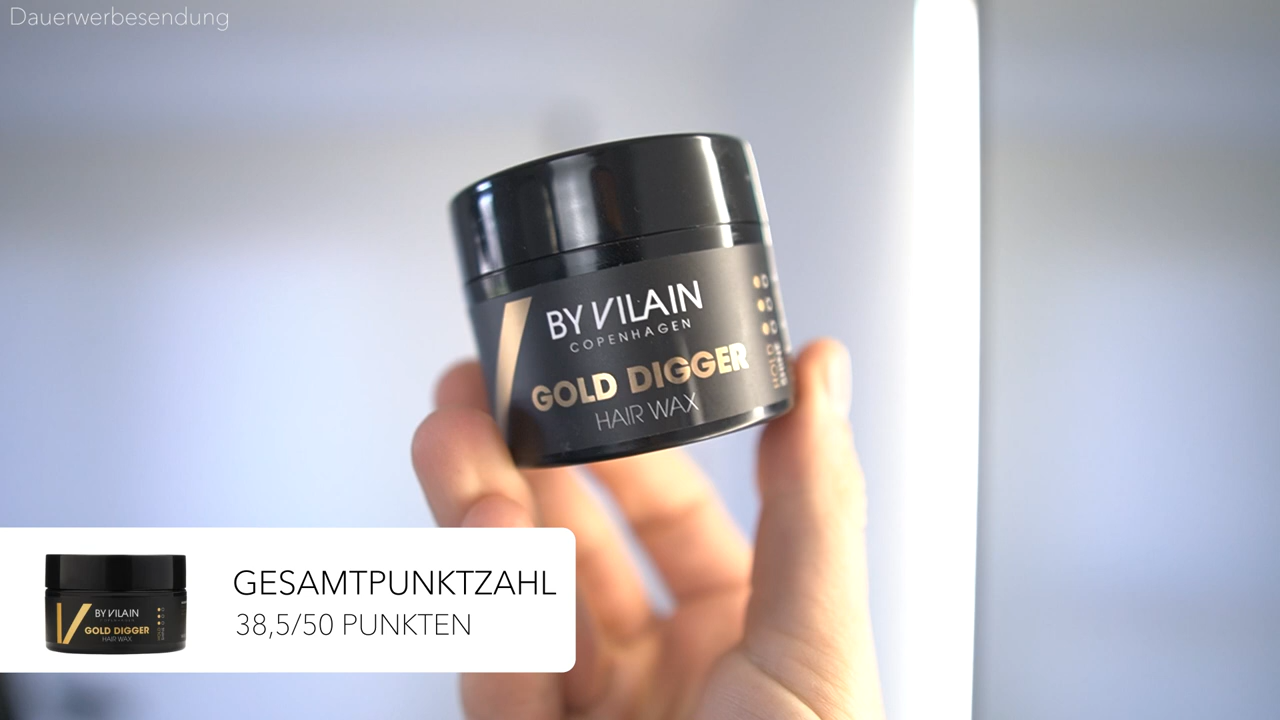 Dauerwerbesendung
BY VILAIN
COPENHAGEN
GOLD DIGGER
HAIR WAX
HOLD
SHINE
GESAMTPUNKTZAHL
38,5/50 PUNKTEN
BY VILAIN
GOLD DIGGER
HAIR WAX